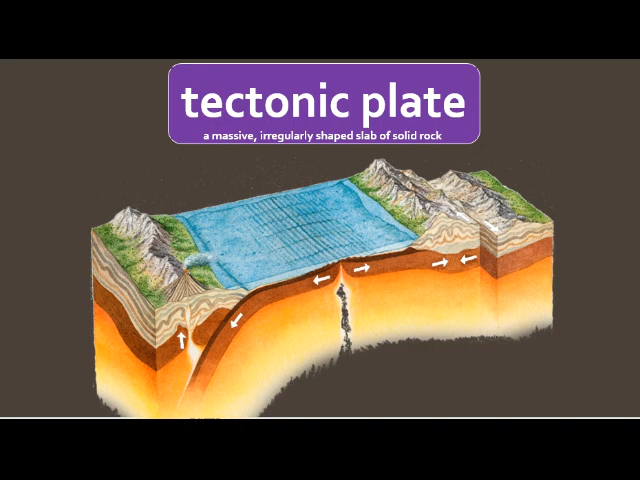 tectonic plate
a massive, irregularly shaped slab of solid rock